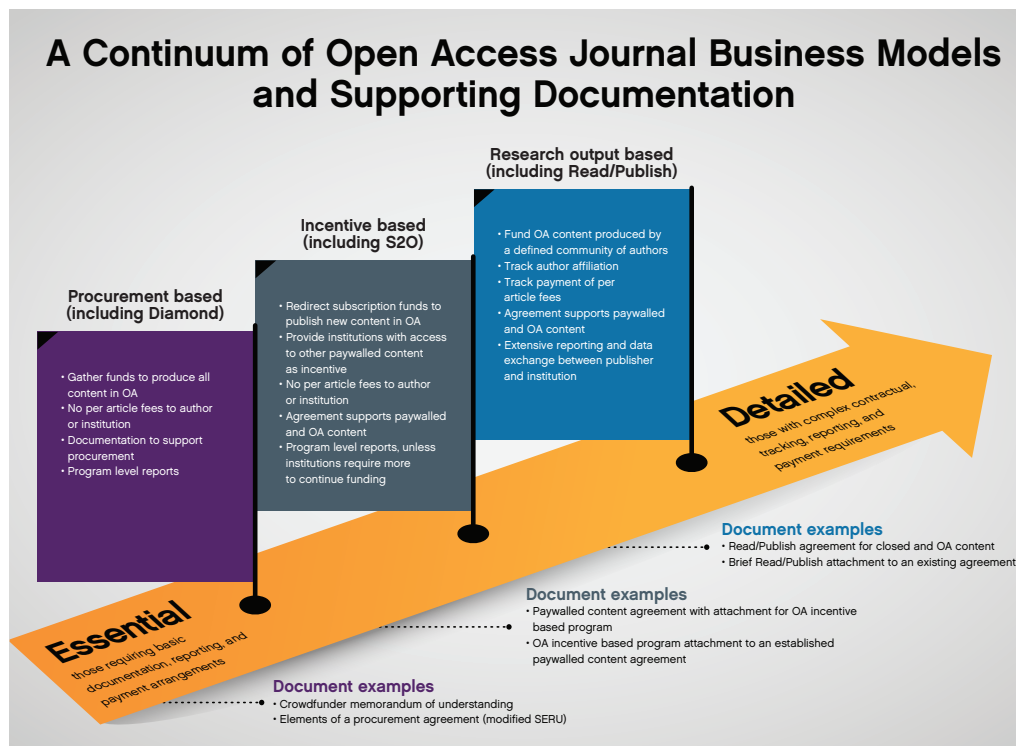 A Continuum of Open Access Journal Business Models
and Supporting Documentation
Procurement based
(including Diamond)
• Gather funds to produce all
content in OA
• No per article fees to author
or institution
• Documentation to support
procurement
• Program level reports
Incentive based
(including S2O)
• Redirect subscription funds to
publish new content in OA
• Provide institutions with access
to other paywalled content
as incentive
• No per article fees to author
or institution
• Agreement supports paywalled
and OA content
• Program level reports, unless
institutions require more
to continue funding
Research output based
(including Read/Publish)
• Fund OA content produced by
a defined community of authors
• Track author affiliation
• Track payment of per
article fees
• Agreement supports paywalled
and OA content
• Extensive reporting and data
exchange between publisher
and institution
Essential
those requiring basic
documentation, reporting, and
payment arrangements
Detailed
those with complex contractual,
tracking, reporting, and
payment requirements
Document examples
• Read/Publish agreement for closed and OA content
• Brief Read/Publish attachment to an existing agreement
Document examples
• Paywalled content agreement with attachment for OA incentive
based program
• OA incentive based program attachment to an established
paywalled content agreement
Document examples
• Crowdfunder memorandum of understanding
• Elements of a procurement agreement (modified SERU)